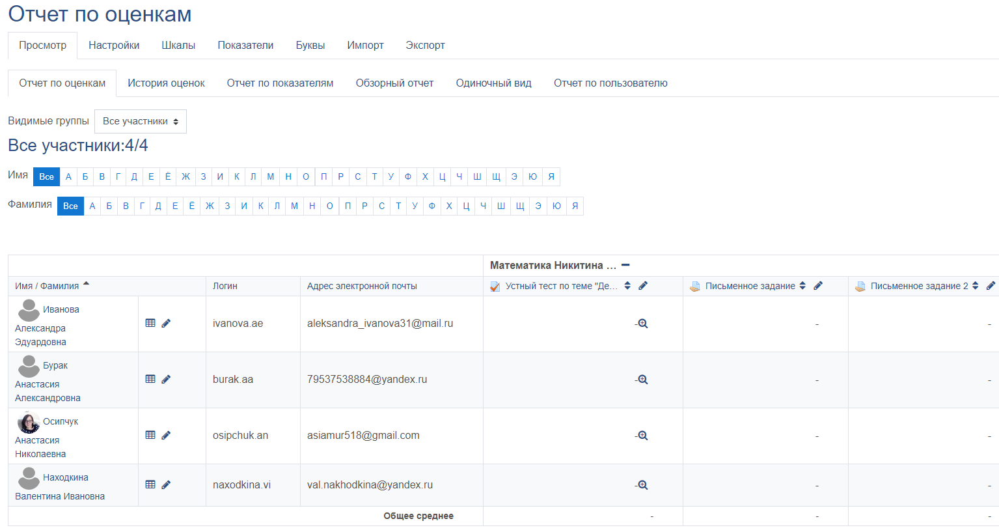 Отчет по оценкам
Просмотр Настройки Шкалы Показатели Буквы Импорт Экспорт
Отчет по оценкам История оценок Отчет по показателям Обзорный отчет Одиночный вид Отчет по пользователю
Видимые группы Все участники
Все участники:4/4
Имя Все А Б В Г Д Е Ё Ж З И К Л М Н О П Р С Т У Ф Х Ц Ч Ш Щ Э Ю Я
Фамилия Все А Б В Г Д Е Ё Ж З И К Л М Н О П Р С Т У Ф Х Ц Ч Ш Щ Э Ю Я
Математика Никитина ...
Имя / Фамилия Логин Адрес электронной почты Устный тест по теме "Де... Письменное задание Письменное задание 2
Иванова
Александра
Эдуардовна
ivanova.ae aleksandra_ivanova31@mail.ru - - -
Бурак
Анастасия
Александровна
burak.aa 79537538884@yandex.ru - - -
Осипчук
Анастасия
Николаевна
osipchuk.an asiamur518@gmail.com - - -
Находкина
Валентина Ивановна
naxodkina.vi val.nakhodkina@yandex.ru - - -
Общее среднее - - -